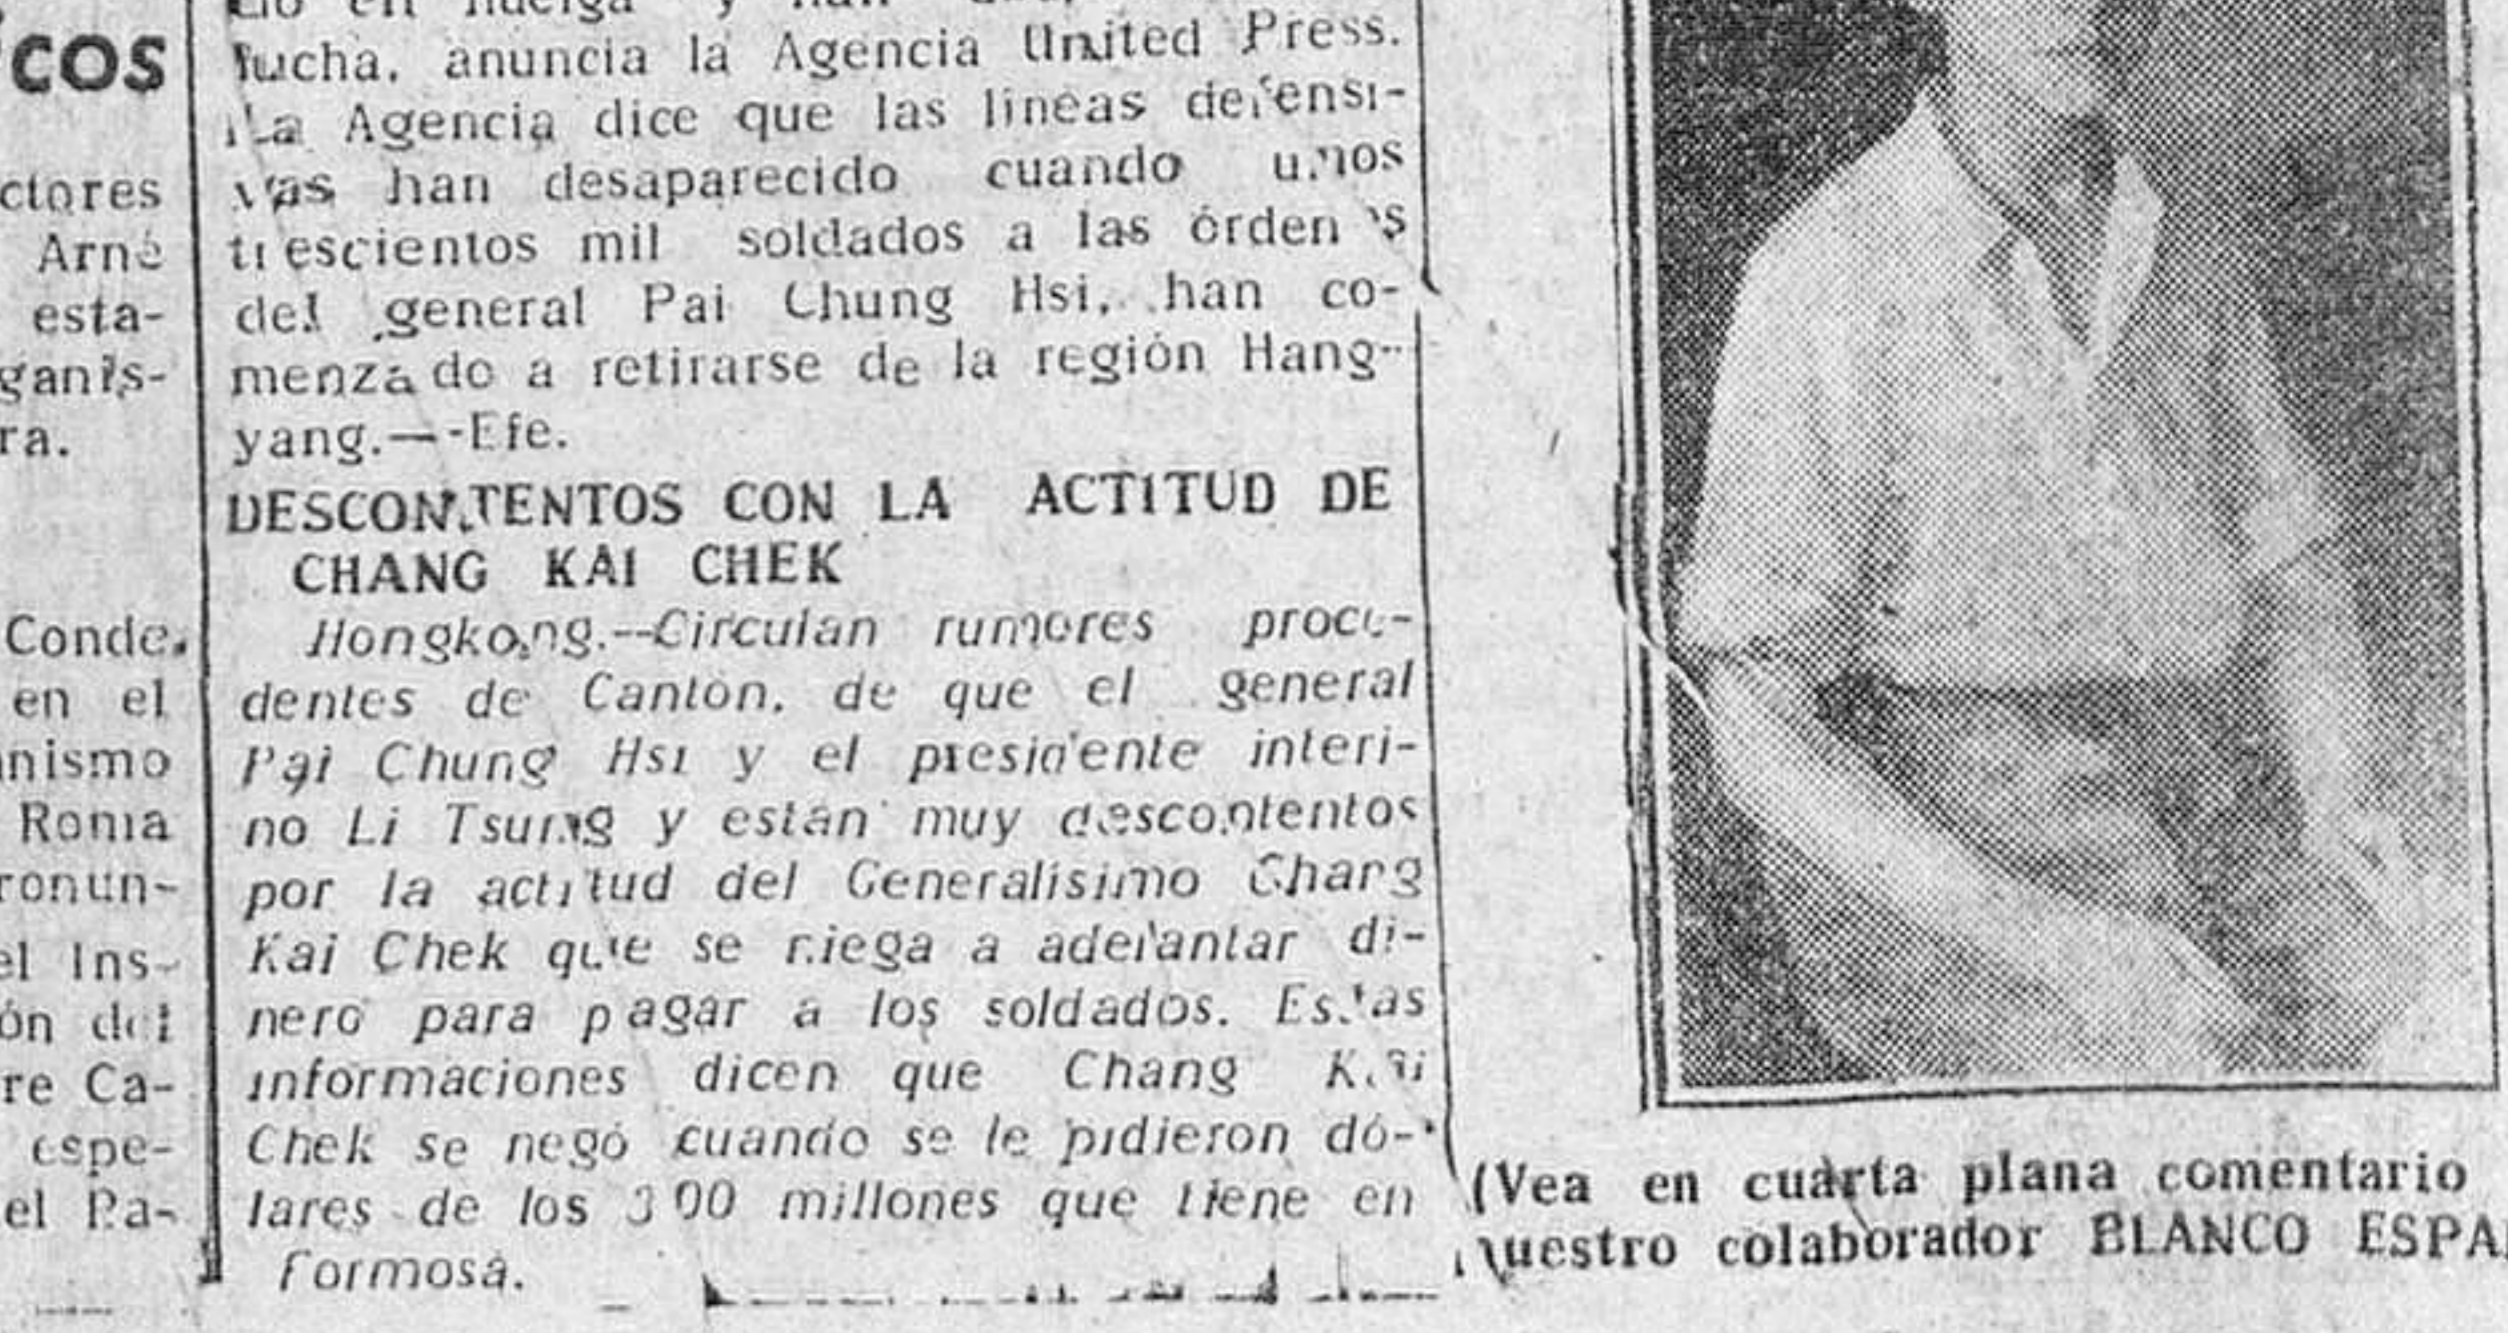 cos
ctores
Arné
esta-
ganis-
ra.
Conde.
en el
nismo
Roma
ronun-
el Ins-
ón del
re Ca-
espe-
el Pa-
en huelga y han
lucha, anuncia la Agencia United Press.
La Agencia dice que las líneas defensi-
vas han desaparecido cuando unos
trescientos mil soldados a las órdenes
del general Pai Chung Hsi, han co-
menzado a retirarse de la región Hang-
yang.—-Efe.
DESCONTENTOS CON LA ACTITUD DE
CHANG KAI CHEK
Hongkong.—Circulan rumores proce-
dentes de Cantón, de que el general
Pai Chung Hsi y el presidente interi-
no Li Tsung y están muy descontentos
por la actitud del Generalísimo Chang
Kai Chek que se niega a adelantar di-
nero para pagar a los soldados. Estas
informaciones dicen que Chang Kai
Chek se negó cuando se le pidieron dó-
lares de los 300 millones que tiene en
Formosa.
(Vea en cuarta plana comentario
nuestro colaborador BLANCO ESPA